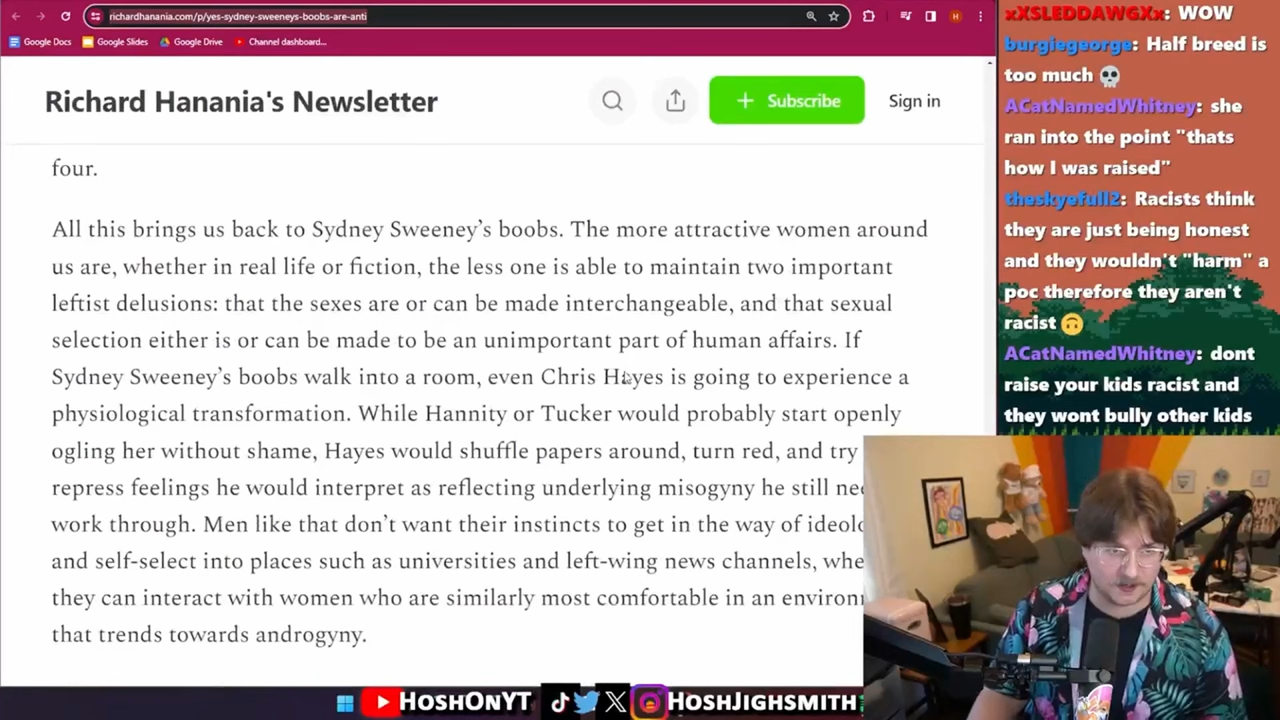 richardhanania.com/p/yes-sydney-sweeneys-boobs-are-anti
Google Docs Google Slides Google Drive Channel dashboard...
Richard Hanania's Newsletter
+ Subscribe
Sign in
four.
All this brings us back to Sydney Sweeney's boobs. The more attractive women around
us are, whether in real life or fiction, the less one is able to maintain two important
leftist delusions: that the sexes are or can be made interchangeable, and that sexual
selection either is or can be made to be an unimportant part of human affairs. If
Sydney Sweeney's boobs walk into a room, even Chris Hayes is going to experience a
physiological transformation. While Hannity or Tucker would probably start openly
ogling her without shame, Hayes would shuffle papers around, turn red, and try
repress feelings he would interpret as reflecting underlying misogyny he still
work through. Men like that don't want their instincts to get in the way of
and self-select into places such as universities and left-wing news channels,
they can interact with women who are similarly most comfortable in an
that trends towards androgyny.
xXSLEDDAWGXx: WOW
burgiegeorge: Half breed is
too much 💀
ACatNamedWhitney: she
ran into the point "thats
how I was raised"
theskyefull2: Racists think
they are just being honest
and they wouldn't "harm" a
poc therefore they aren't
racist 🙃
ACatNamedWhitney: dont
raise your kids racist and
they wont bully other kids
HoshOnYT
HoshJighsmith